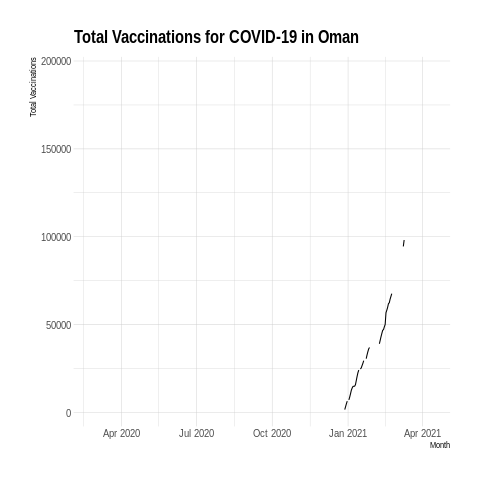 Total Vaccinations for COVID-19 in Oman
Total Vaccinations
200000
150000
100000
50000
0
Apr 2020
Jul 2020
Oct 2020
Jan 2021
Apr 2021
Month